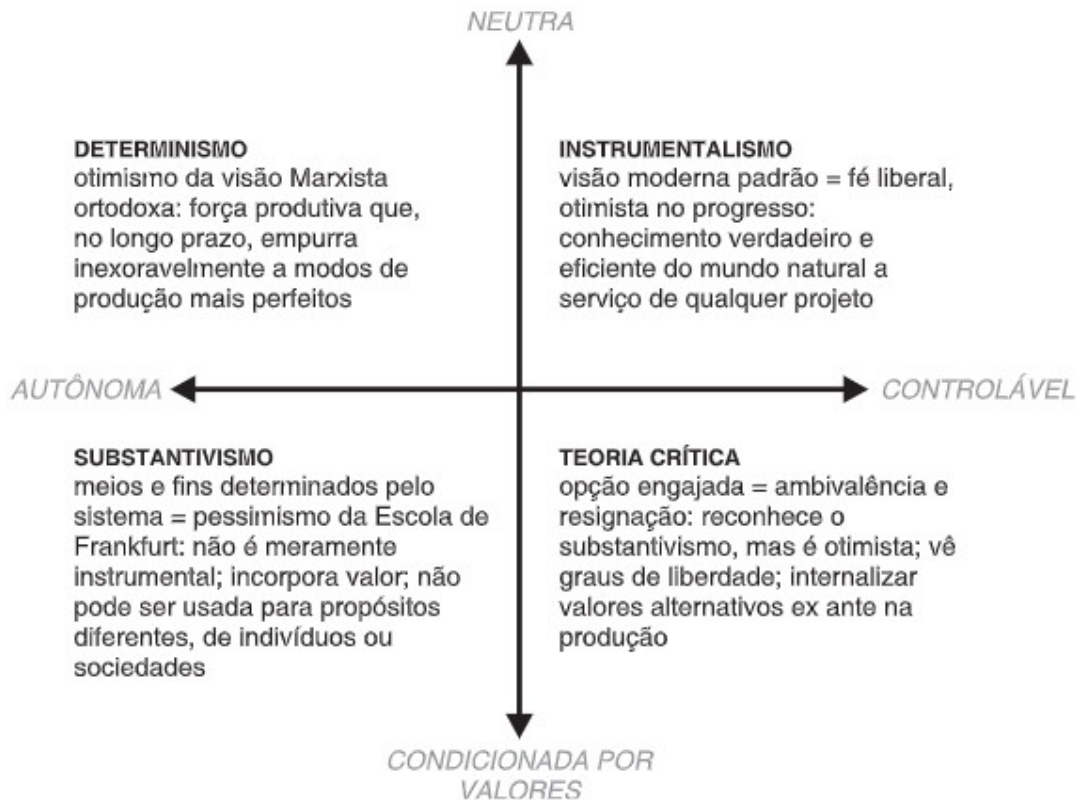 NEUTRA
DETERMINISMO
otimismo da visão Marxista
ortodoxa: força produtiva que,
no longo prazo, empurra
inexoravelmente a modos de
produção mais perfeitos
INSTRUMENTALISMO
visão moderna padrão = fé liberal,
otimista no progresso:
conhecimento verdadeiro e
eficiente do mundo natural a
serviço de qualquer projeto
AUTÔNOMA
CONTROLÁVEL
SUBSTANTIVISMO
meios e fins determinados pelo
sistema = pessimismo da Escola de
Frankfurt: não é meramente
instrumental; incorpora valor; não
pode ser usada para propósitos
diferentes, de indivíduos ou
sociedades
TEORIA CRÍTICA
opção engajada = ambivalência e
resignação: reconhece o
substantivismo, mas é otimista; vê
graus de liberdade; internalizar
valores alternativos ex ante na
produção
CONDICIONADA POR
VALORES